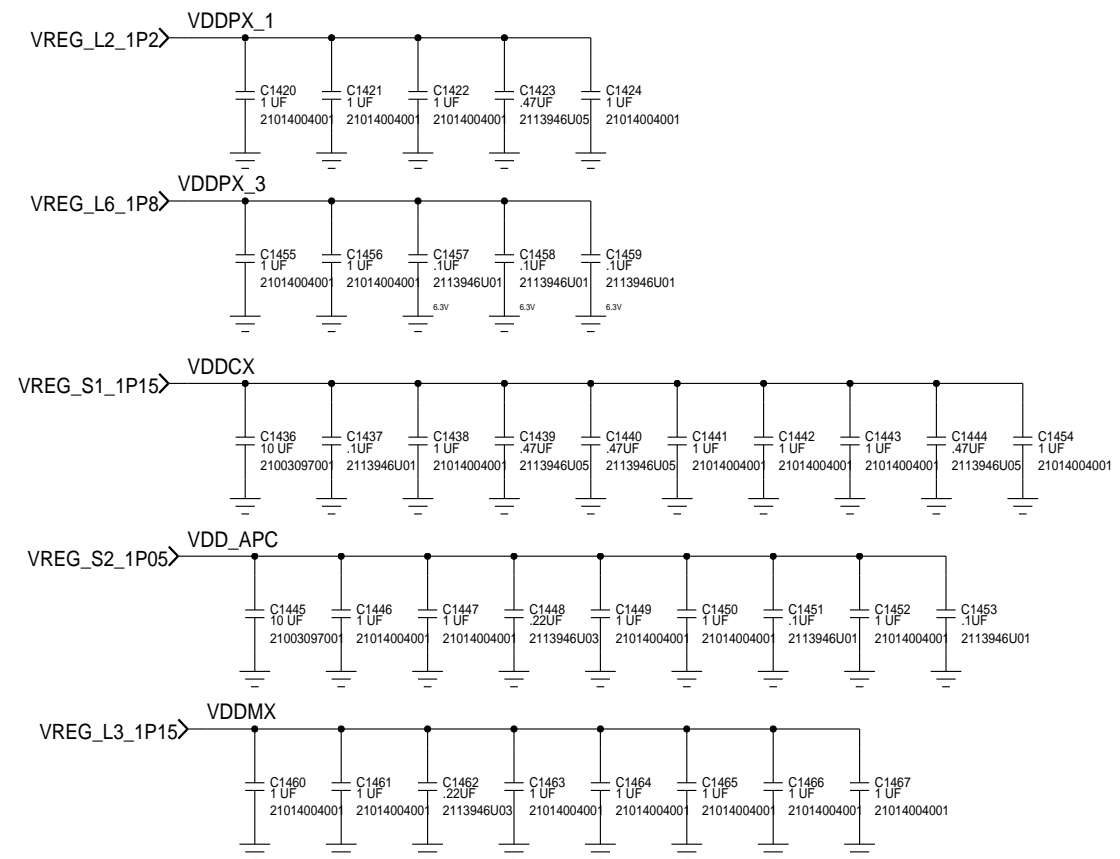 VDDPX_1
VREG_L2_1P2
C1420 C1421 C1422 C1423 C1424
1 UF 1 UF 1 UF .47UF 1 UF
21014004001 21014004001 21014004001 2113946U05 21014004001
VDDPX_3
VREG_L6_1P8
C1455 C1456 C1457 C1458 C1459
1 UF 1 UF .1UF .1UF .1UF
21014004001 21014004001 2113946U01 2113946U01 2113946U01
6.3V 6.3V 6.3V
VDDCX
VREG_S1_1P15
C1436 C1437 C1438 C1439 C1440 C1441 C1442 C1443 C1444 C1454
10 UF .1UF 1 UF .47UF .47UF 1 UF 1 UF 1 UF .47UF 1 UF
21003097001 2113946U01 21014004001 2113946U05 2113946U05 21014004001 21014004001 21014004001 2113946U05 21014004001
VDD_APC
VREG_S2_1P05
C1445 C1446 C1447 C1448 C1449 C1450 C1451 C1452 C1453
10 UF 1 UF 1 UF .22UF 1 UF 1 UF .1UF 1 UF .1UF
21003097001 21014004001 21014004001 2113946U03 21014004001 21014004001 2113946U01 21014004001 2113946U01
VDDMX
VREG_L3_1P15
C1460 C1461 C1462 C1463 C1464 C1465 C1466 C1467
1 UF 1 UF .22UF 1 UF 1 UF 1 UF 1 UF 1 UF
21014004001 21014004001 2113946U03 21014004001 21014004001 21014004001 21014004001 21014004001